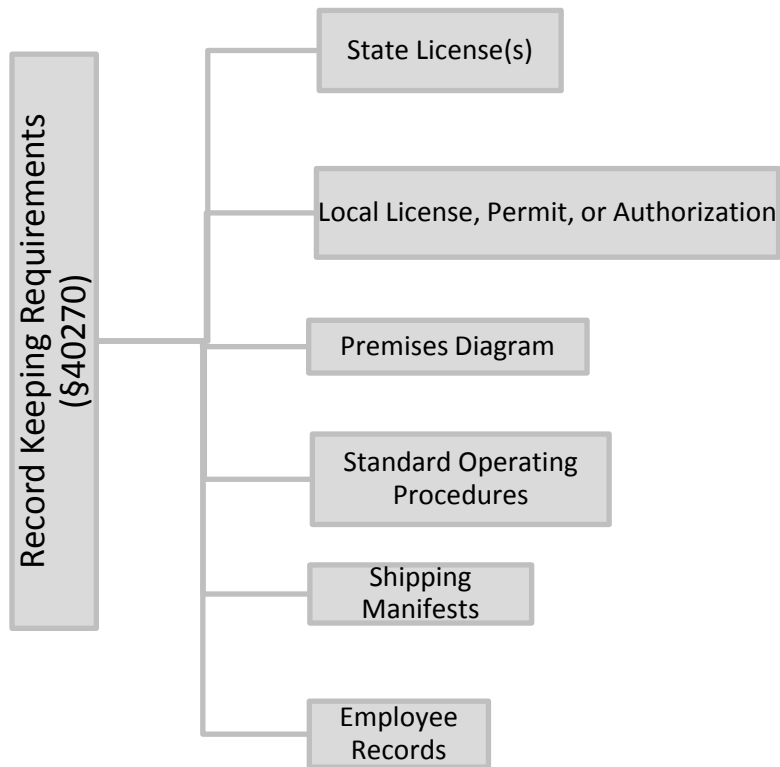 Record Keeping Requirements
(§40270)
State License(s)
Local License, Permit, or Authorization
Premises Diagram
Standard Operating
Procedures
Shipping
Manifests
Employee
Records